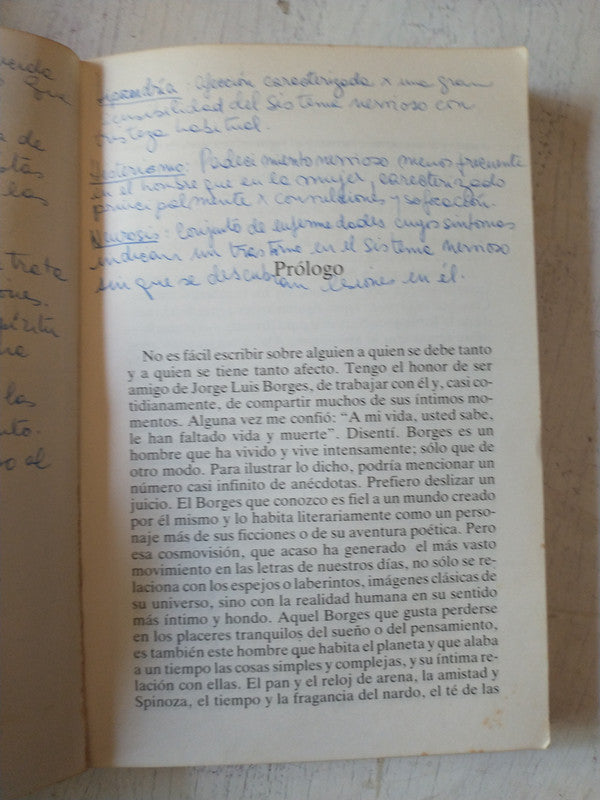 uerda
que
a de
otas
las
e trata
ones.
píritu
los
nto.
o al
ocondría: afección caracterizada x una gran
sensibilidad del sistema nervioso con
tristeza habitual.
Histerismo: Padecimiento nervioso menos frecuente
en el hombre que en la mujer, caracterizado
principalmente x convulsiones y sofocación.
Neurosis: Conjunto de enfermedades cuyos síntomas
indican un trastorno en el sistema nervioso
sin que se descubran lesiones en él.
Prólogo
No es fácil escribir sobre alguien a quien se debe tanto
y a quien se tiene tanto afecto. Tengo el honor de ser
amigo de Jorge Luis Borges, de trabajar con él y, casi co-
tidianamente, de compartir muchos de sus íntimos mo-
mentos. Alguna vez me confió: “A mi vida, usted sabe,
le han faltado vida y muerte”. Disentí. Borges es un
hombre que ha vivido y vive intensamente; sólo que de
otro modo. Para ilustrar lo dicho, podría mencionar un
número casi infinito de anécdotas. Prefiero deslizar un
juicio. El Borges que conozco es fiel a un mundo creado
por él mismo y lo habita literariamente como un perso-
naje más de sus ficciones o de su aventura poética. Pero
esa cosmovisión, que acaso ha generado el más vasto
movimiento en las letras de nuestros días, no sólo se re-
laciona con los espejos o laberintos, imágenes clásicas de
su universo, sino con la realidad humana en su sentido
más íntimo y hondo. Aquel Borges que gusta perderse
en los placeres tranquilos del sueño o del pensamiento,
es también este hombre que habita el planeta y que alaba
a un tiempo las cosas simples y complejas, y su íntima re-
lación con ellas. El pan y el reloj de arena, la amistad y
Spinoza, el tiempo y la fragancia del nardo, el té de las